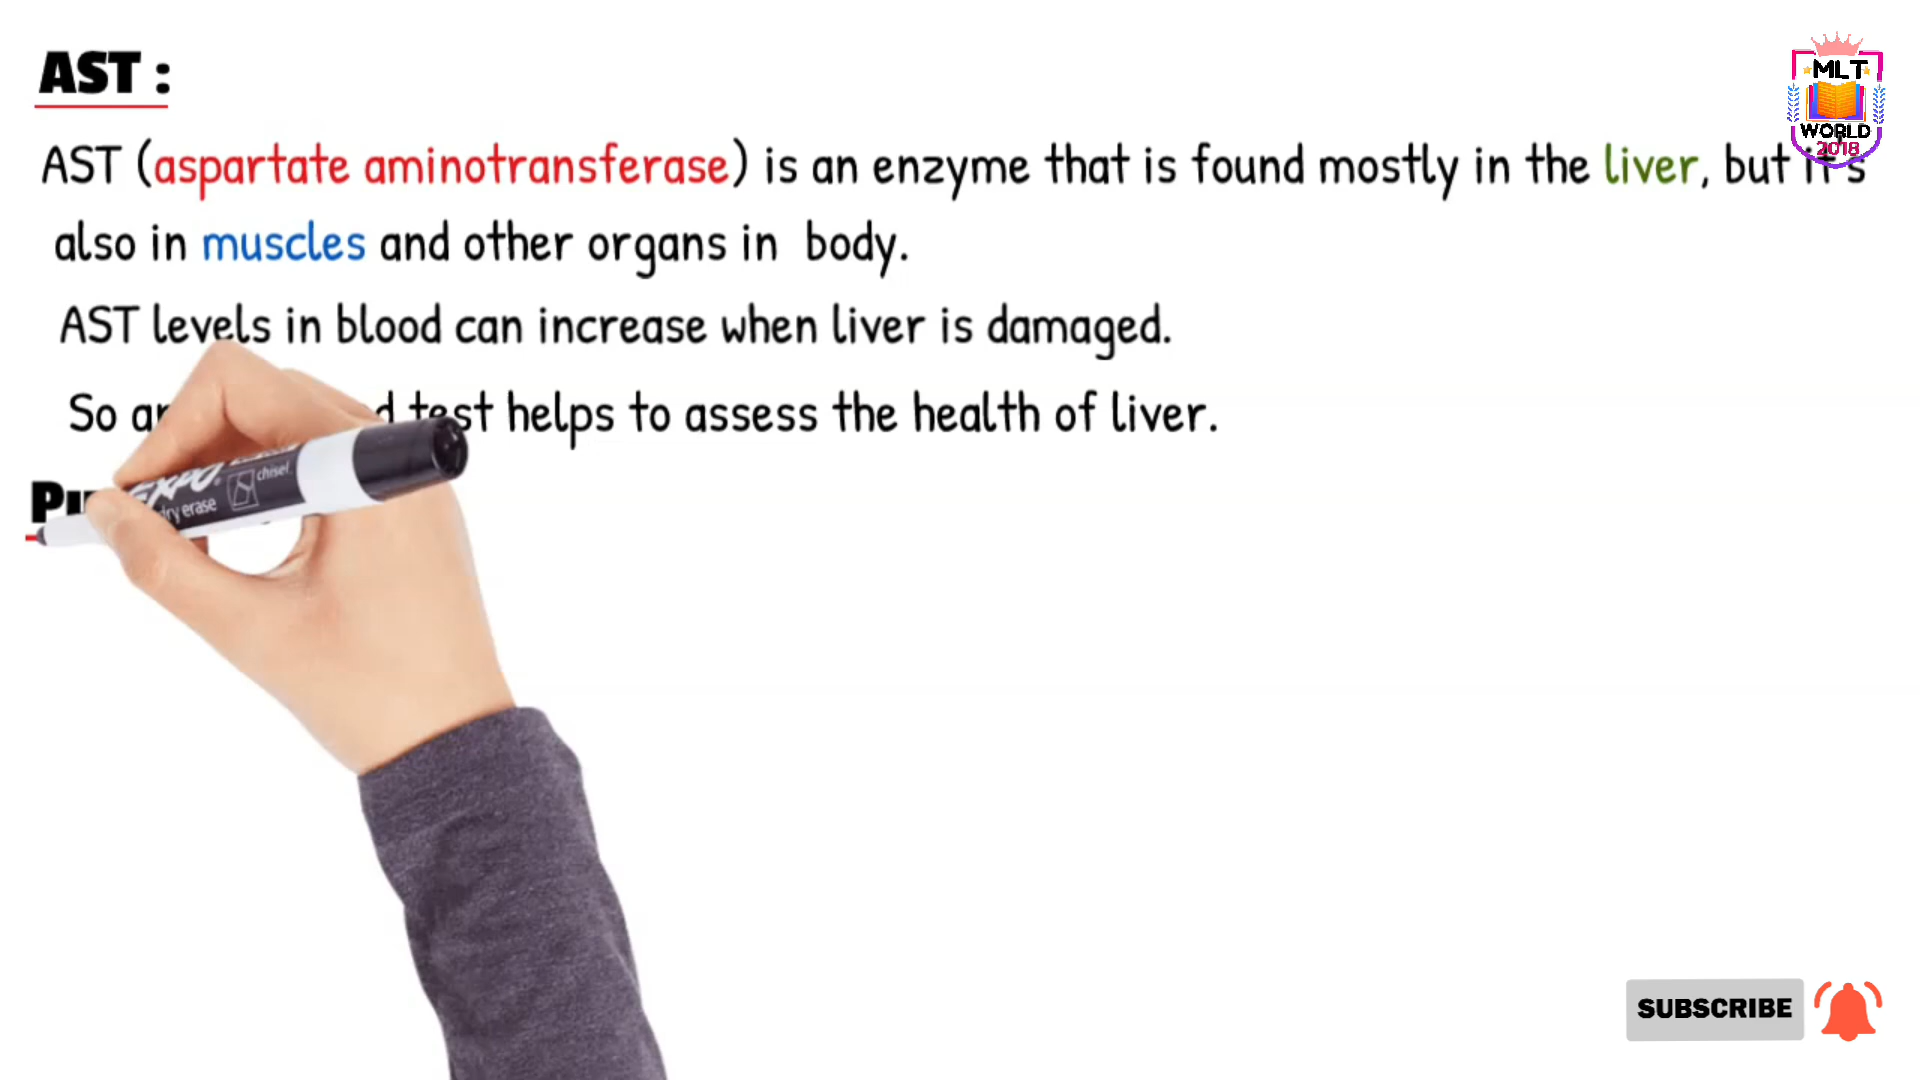 AST :
MLT
WORLD
2018
AST (aspartate aminotransferase) is an enzyme that is found mostly in the liver, but it's
also in muscles and other organs in body.
AST levels in blood can increase when liver is damaged.
So test helps to assess the health of liver.
EXPO
chisel
dry erase
SUBSCRIBE